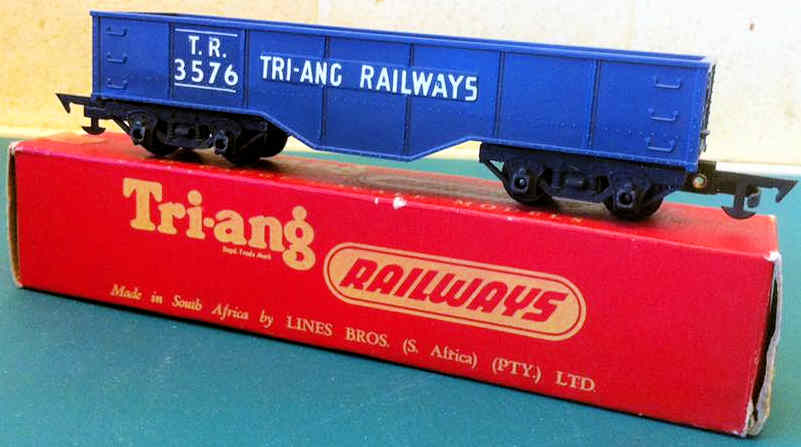 T.R.
3576
TRI-ANG RAILWAYS
Tri-ang
Regd. Trade Mark
RAILWAYS
Made in South Africa by LINES BROS. (S. Africa) (PTY.) LTD.